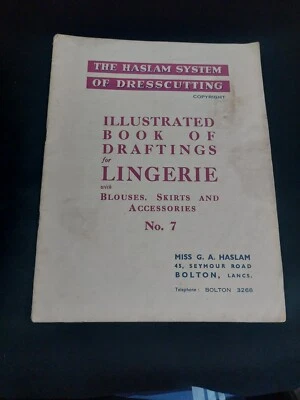 THE HASLAM SYSTEM
OF DRESSCUTTING
COPYRIGHT
ILLUSTRATED
BOOK OF
DRAFTINGS
for
LINGERIE
with
BLOUSES, SKIRTS AND
ACCESSORIES
No. 7
MISS G. A. HASLAM
45, SEYMOUR ROAD
BOLTON, LANCS.
Telephone: BOLTON 3268